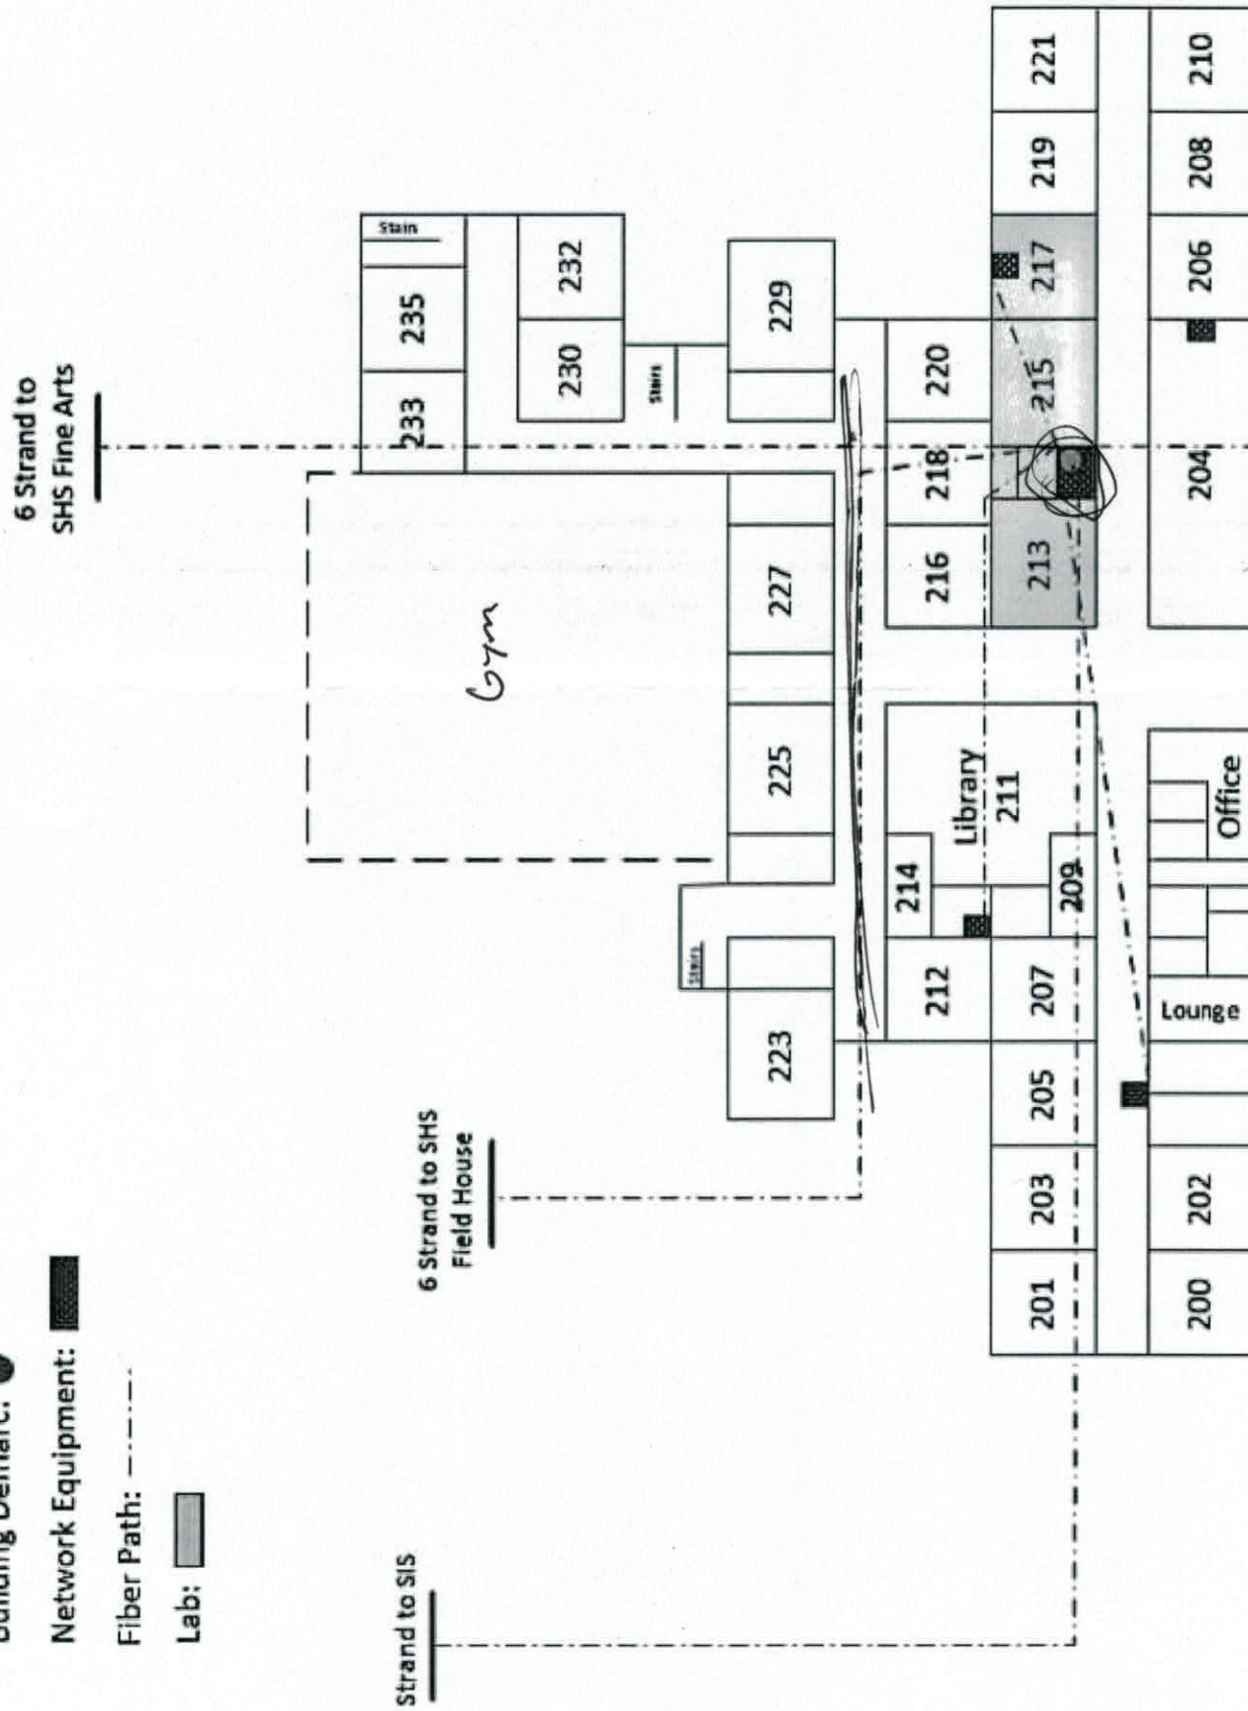 Building Demarc:
Network Equipment:
Fiber Path:
Lab:
6 Strand to
SHS Fine Arts
Strand to SIS
6 Strand to SHS
Field House
Gym
233
235
Stairs
230
232
Stairs
Stairs
223
225
227
229
212
214
216
218
220
Library
211
201
203
205
207
209
213
215
217
219
221
200
202
Lounge
Office
204
206
208
210